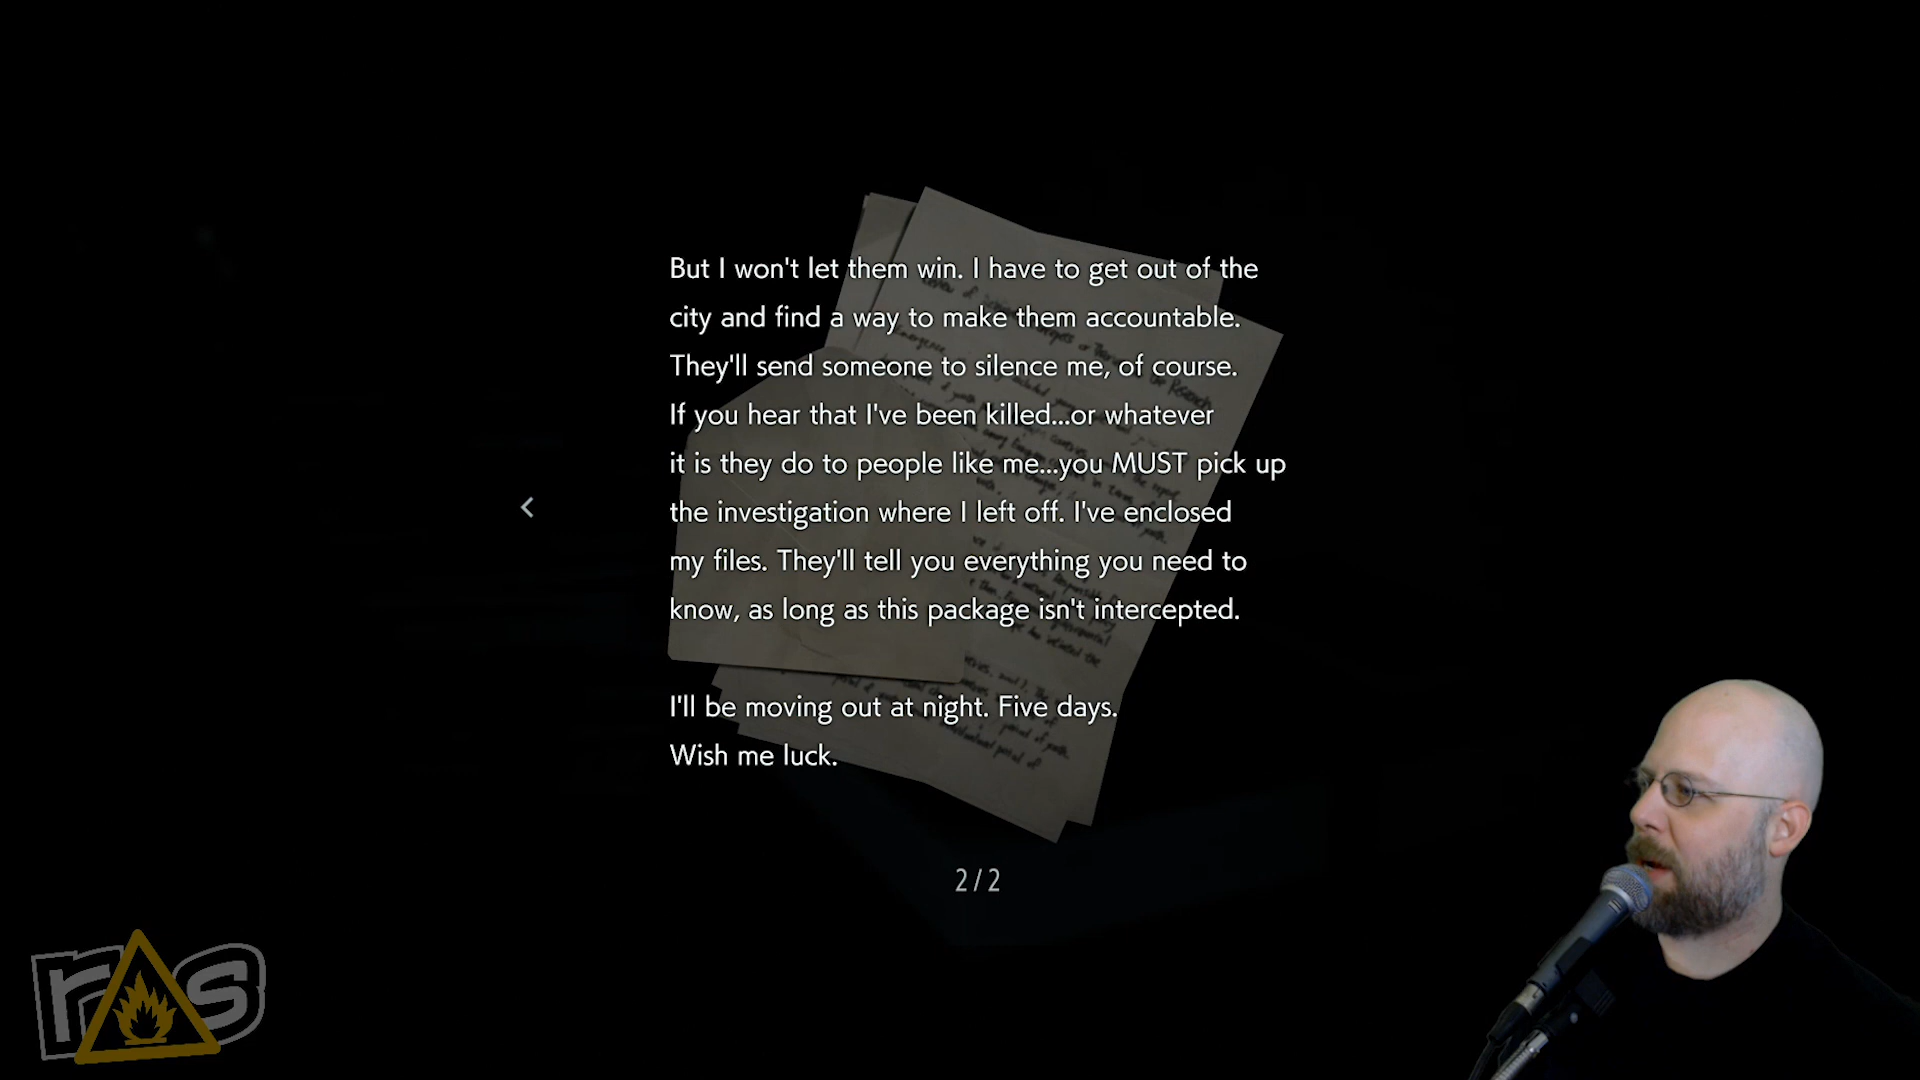 But I won't let them win. I have to get out of the
city and find a way to make them accountable.
They'll send someone to silence me, of course.
If you hear that I've been killed...or whatever
it is they do to people like me...you MUST pick up
the investigation where I left off. I've enclosed
my files. They'll tell you everything you need to
know, as long as this package isn't intercepted.
I'll be moving out at night. Five days.
Wish me luck.
2/2
ras